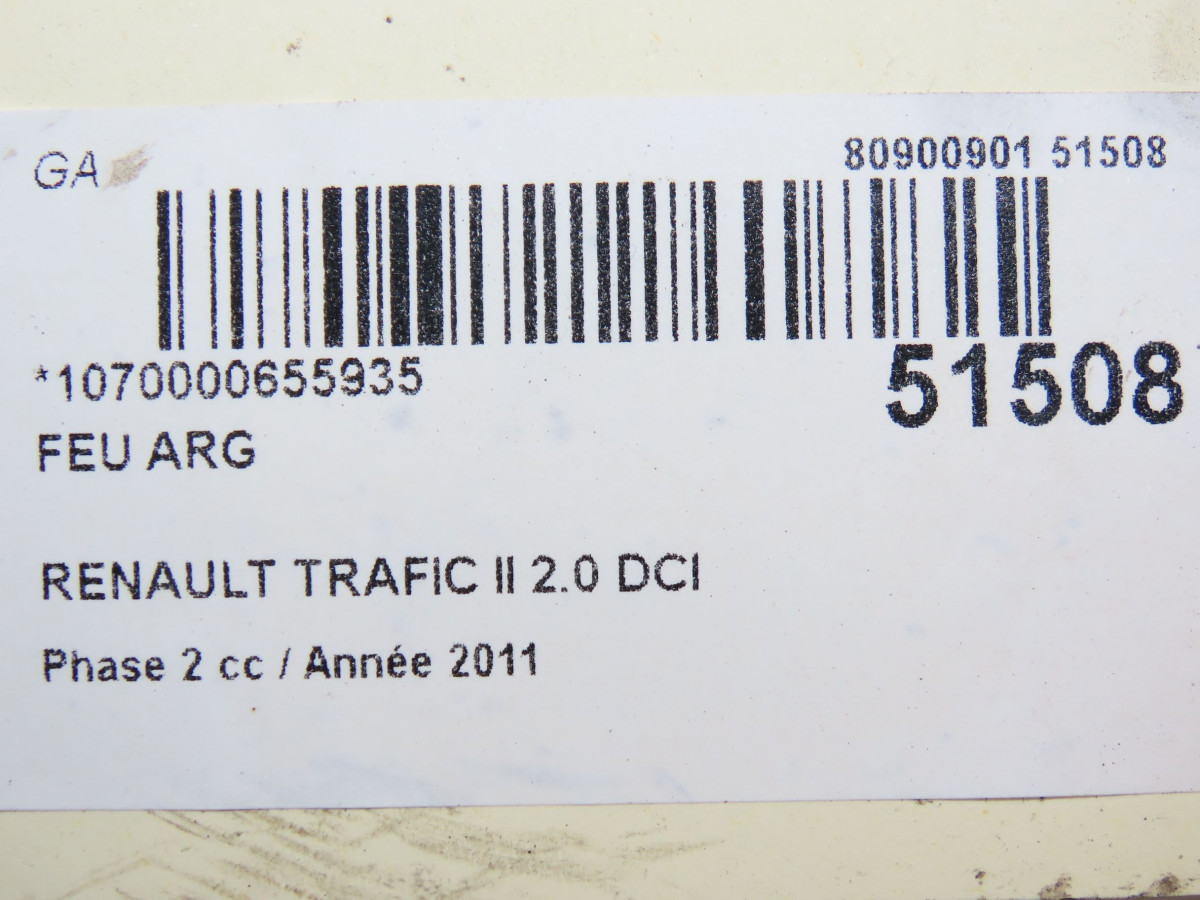 GA
80900901 51508
*1070000655935
51508
FEU ARG
RENAULT TRAFIC II 2.0 DCI
Phase 2 cc / Année 2011